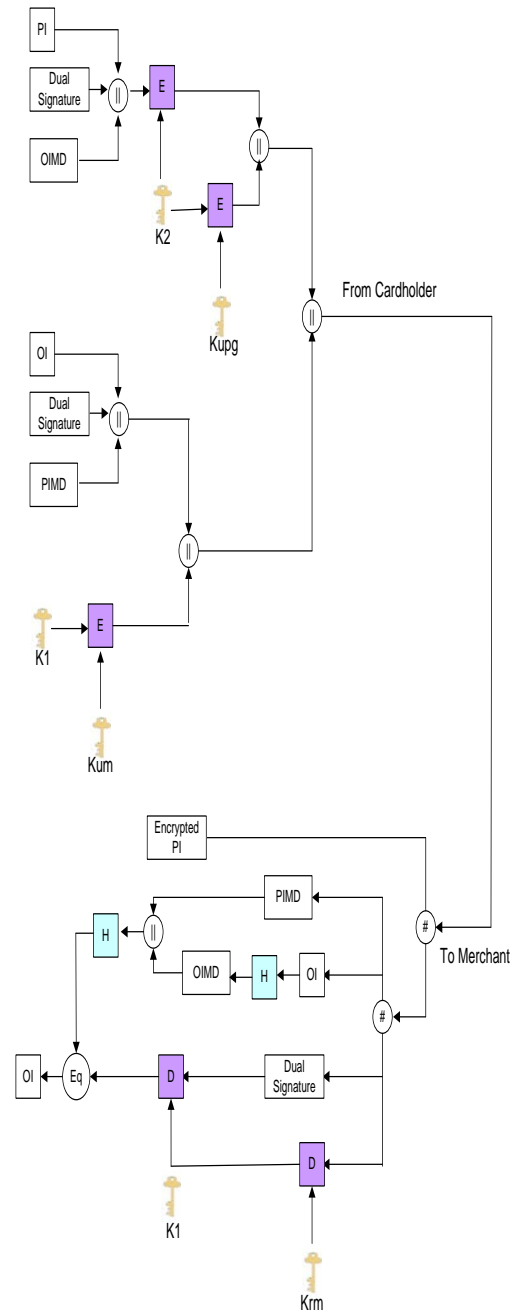 PI
Dual
Signature
||
E
OIMD
||
K2
E
Kupg
From Cardholder
||
OI
Dual
Signature
||
PIMD
||
K1
E
Kum
Encrypted
PI
PIMD
H
||
#
To Merchant
OIMD
H
OI
#
OI
Eq
D
Dual
Signature
D
K1
Krm